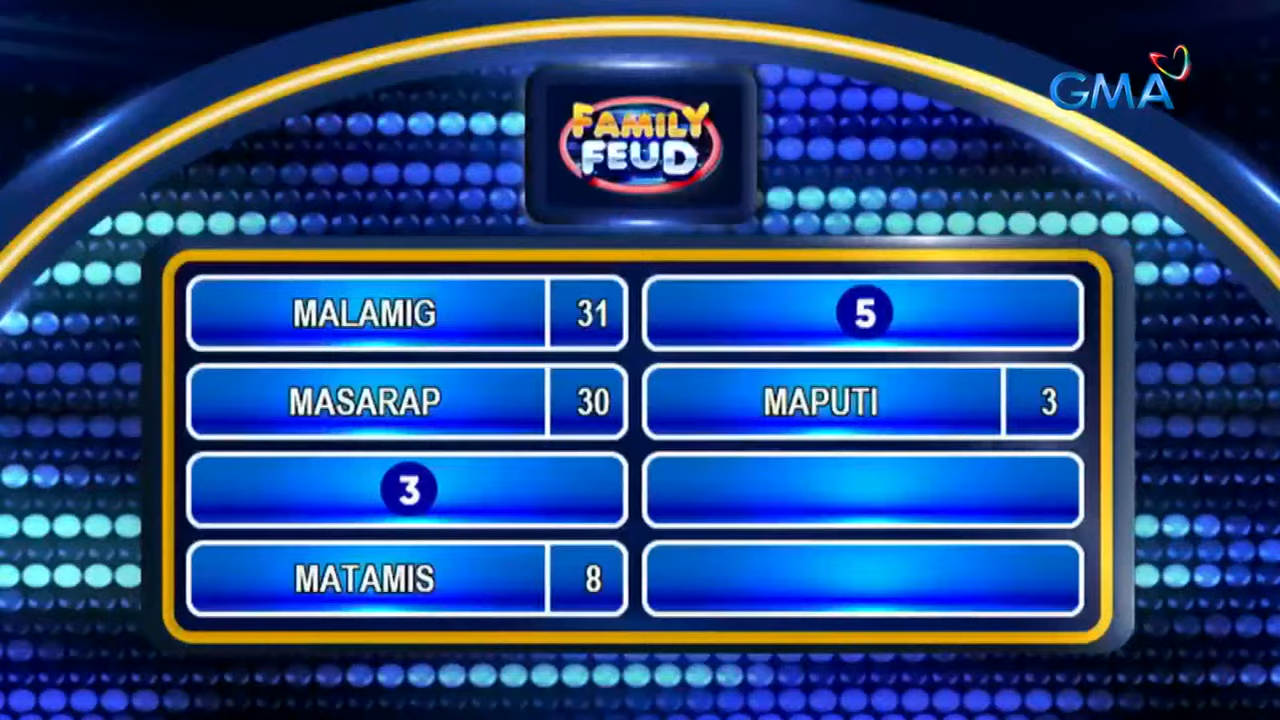 GMA
FAMILY
FEUD
MALAMIG 31
5
MASARAP 30
MAPUTI 3
3
MATAMIS 8